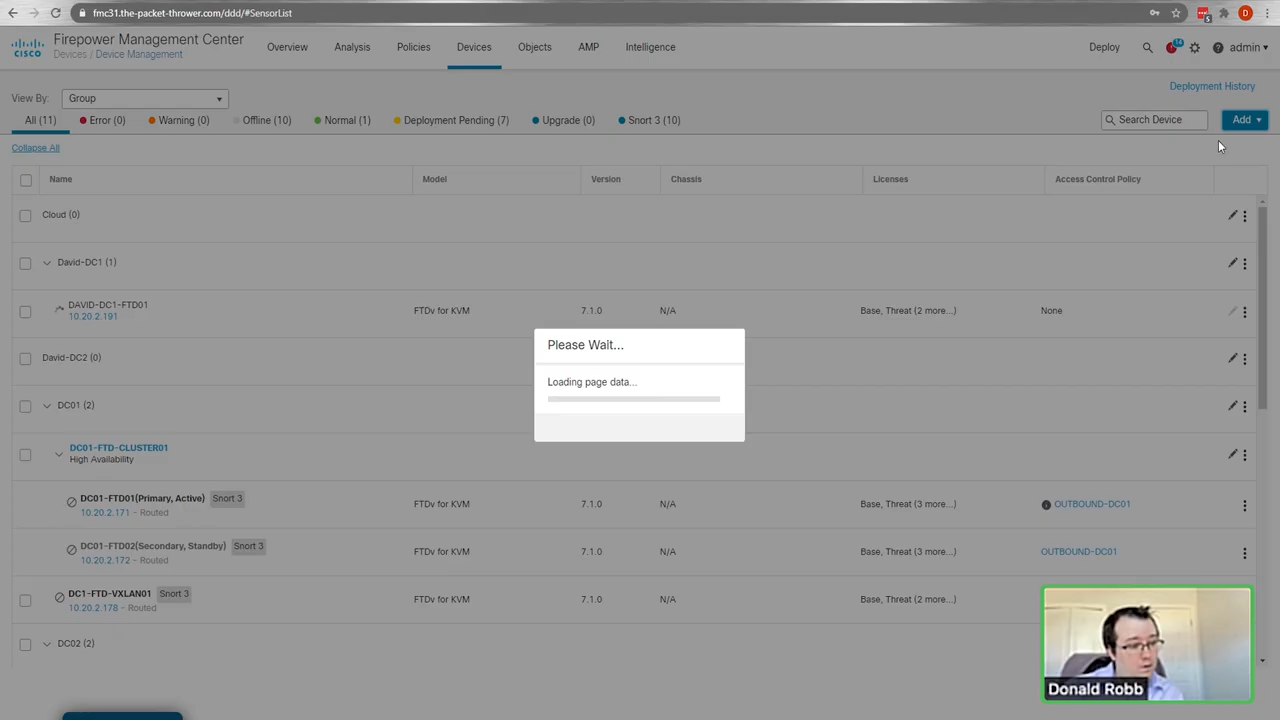 fmc31.the-packet-thrower.com/ddd/#SensorList
5
D
CISCO
Firepower Management Center
Devices / Device Management
Overview
Analysis
Policies
Devices
Objects
AMP
Intelligence
Deploy
14
admin
Deployment History
View By:
Group
All (11)
Error (0)
Warning (0)
Offline (10)
Normal (1)
Deployment Pending (7)
Upgrade (0)
Snort 3 (10)
Search Device
Add
Collapse All
Name
Model
Version
Chassis
Licenses
Access Control Policy
Cloud (0)
David-DC1 (1)
DAVID-DC1-FTD01
10.20.2.191
FTDv for KVM
7.1.0
N/A
Base, Threat (2 more...)
None
David-DC2 (0)
Please Wait...
Loading page data...
DC01 (2)
DC01-FTD-CLUSTER01
High Availability
DC01-FTD01(Primary, Active) Snort 3
10.20.2.171 - Routed
FTDv for KVM
7.1.0
N/A
Base, Threat (3 more...)
OUTBOUND-DC01
DC01-FTD02(Secondary, Standby) Snort 3
10.20.2.172 - Routed
FTDv for KVM
7.1.0
N/A
Base, Threat (3 more...)
OUTBOUND-DC01
DC1-FTD-VXLAN01 Snort 3
10.20.2.178 - Routed
FTDv for KVM
7.1.0
N/A
Base, Threat (2 more...)
DC02 (2)
Donald Robb